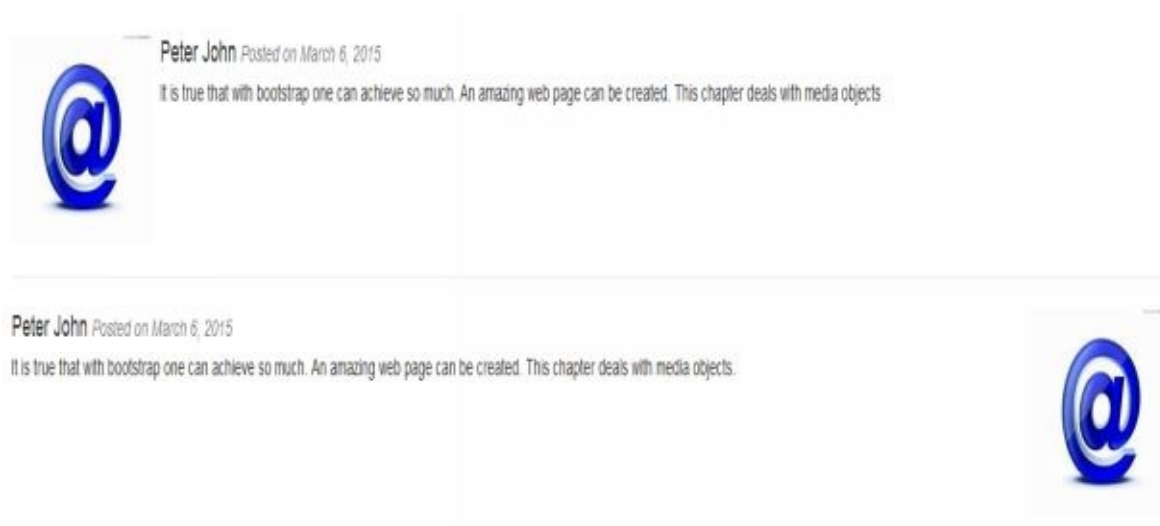 Peter John Posted on March 6, 2015
It is true that with bootstrap one can achieve so much. An amazing web page can be created. This chapter deals with media objects
Peter John Posted on March 6, 2015
It is true that with bootstrap one can achieve so much. An amazing web page can be created. This chapter deals with media objects.